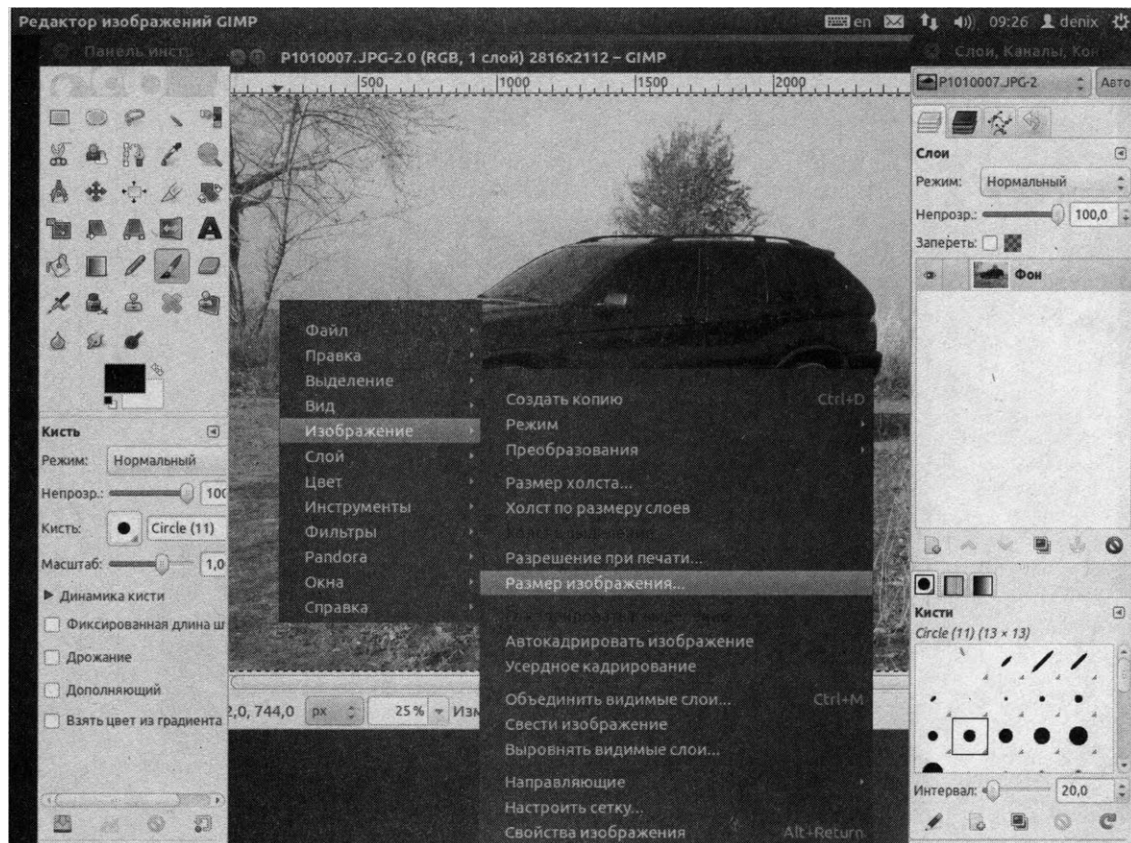 Редактор изображений GIMP
en 09:26 denix
Панель инстр
P1010007.JPG-2.0 (RGB, 1 слой) 2816x2112 – GIMP
Слои, Каналы, Кон
500 1000 1500 2000
P1010007.JPG-2
Авто
Слои
Режим: Нормальный
Непрозр.: 100,0
Запереть:
Фон
Файл
Правка
Выделение
Вид
Изображение
Слой
Цвет
Инструменты
Фильтры
Pandora
Окна
Справка
Создать копию Ctrl+D
Режим
Преобразования
Размер холста...
Холст по размеру слоев
Разрешение при печати...
Размер изображения...
Автокадрировать изображение
Усердное кадрирование
Объединить видимые слои... Ctrl+M
Свести изображение
Выровнять видимые слои...
Направляющие
Настроить сетку...
Свойства изображения Alt+Return
Кисть
Режим: Нормальный
Непрозр.: 100
Кисть: Circle (11)
Масштаб: 1,0
Динамика кисти
Фиксированная длина ш
Дрожание
Дополняющий
Взять цвет из градиента
2,0, 744,0 px 25 % Изм
Кисти
Circle (11) (13 × 13)
Интервал: 20,0